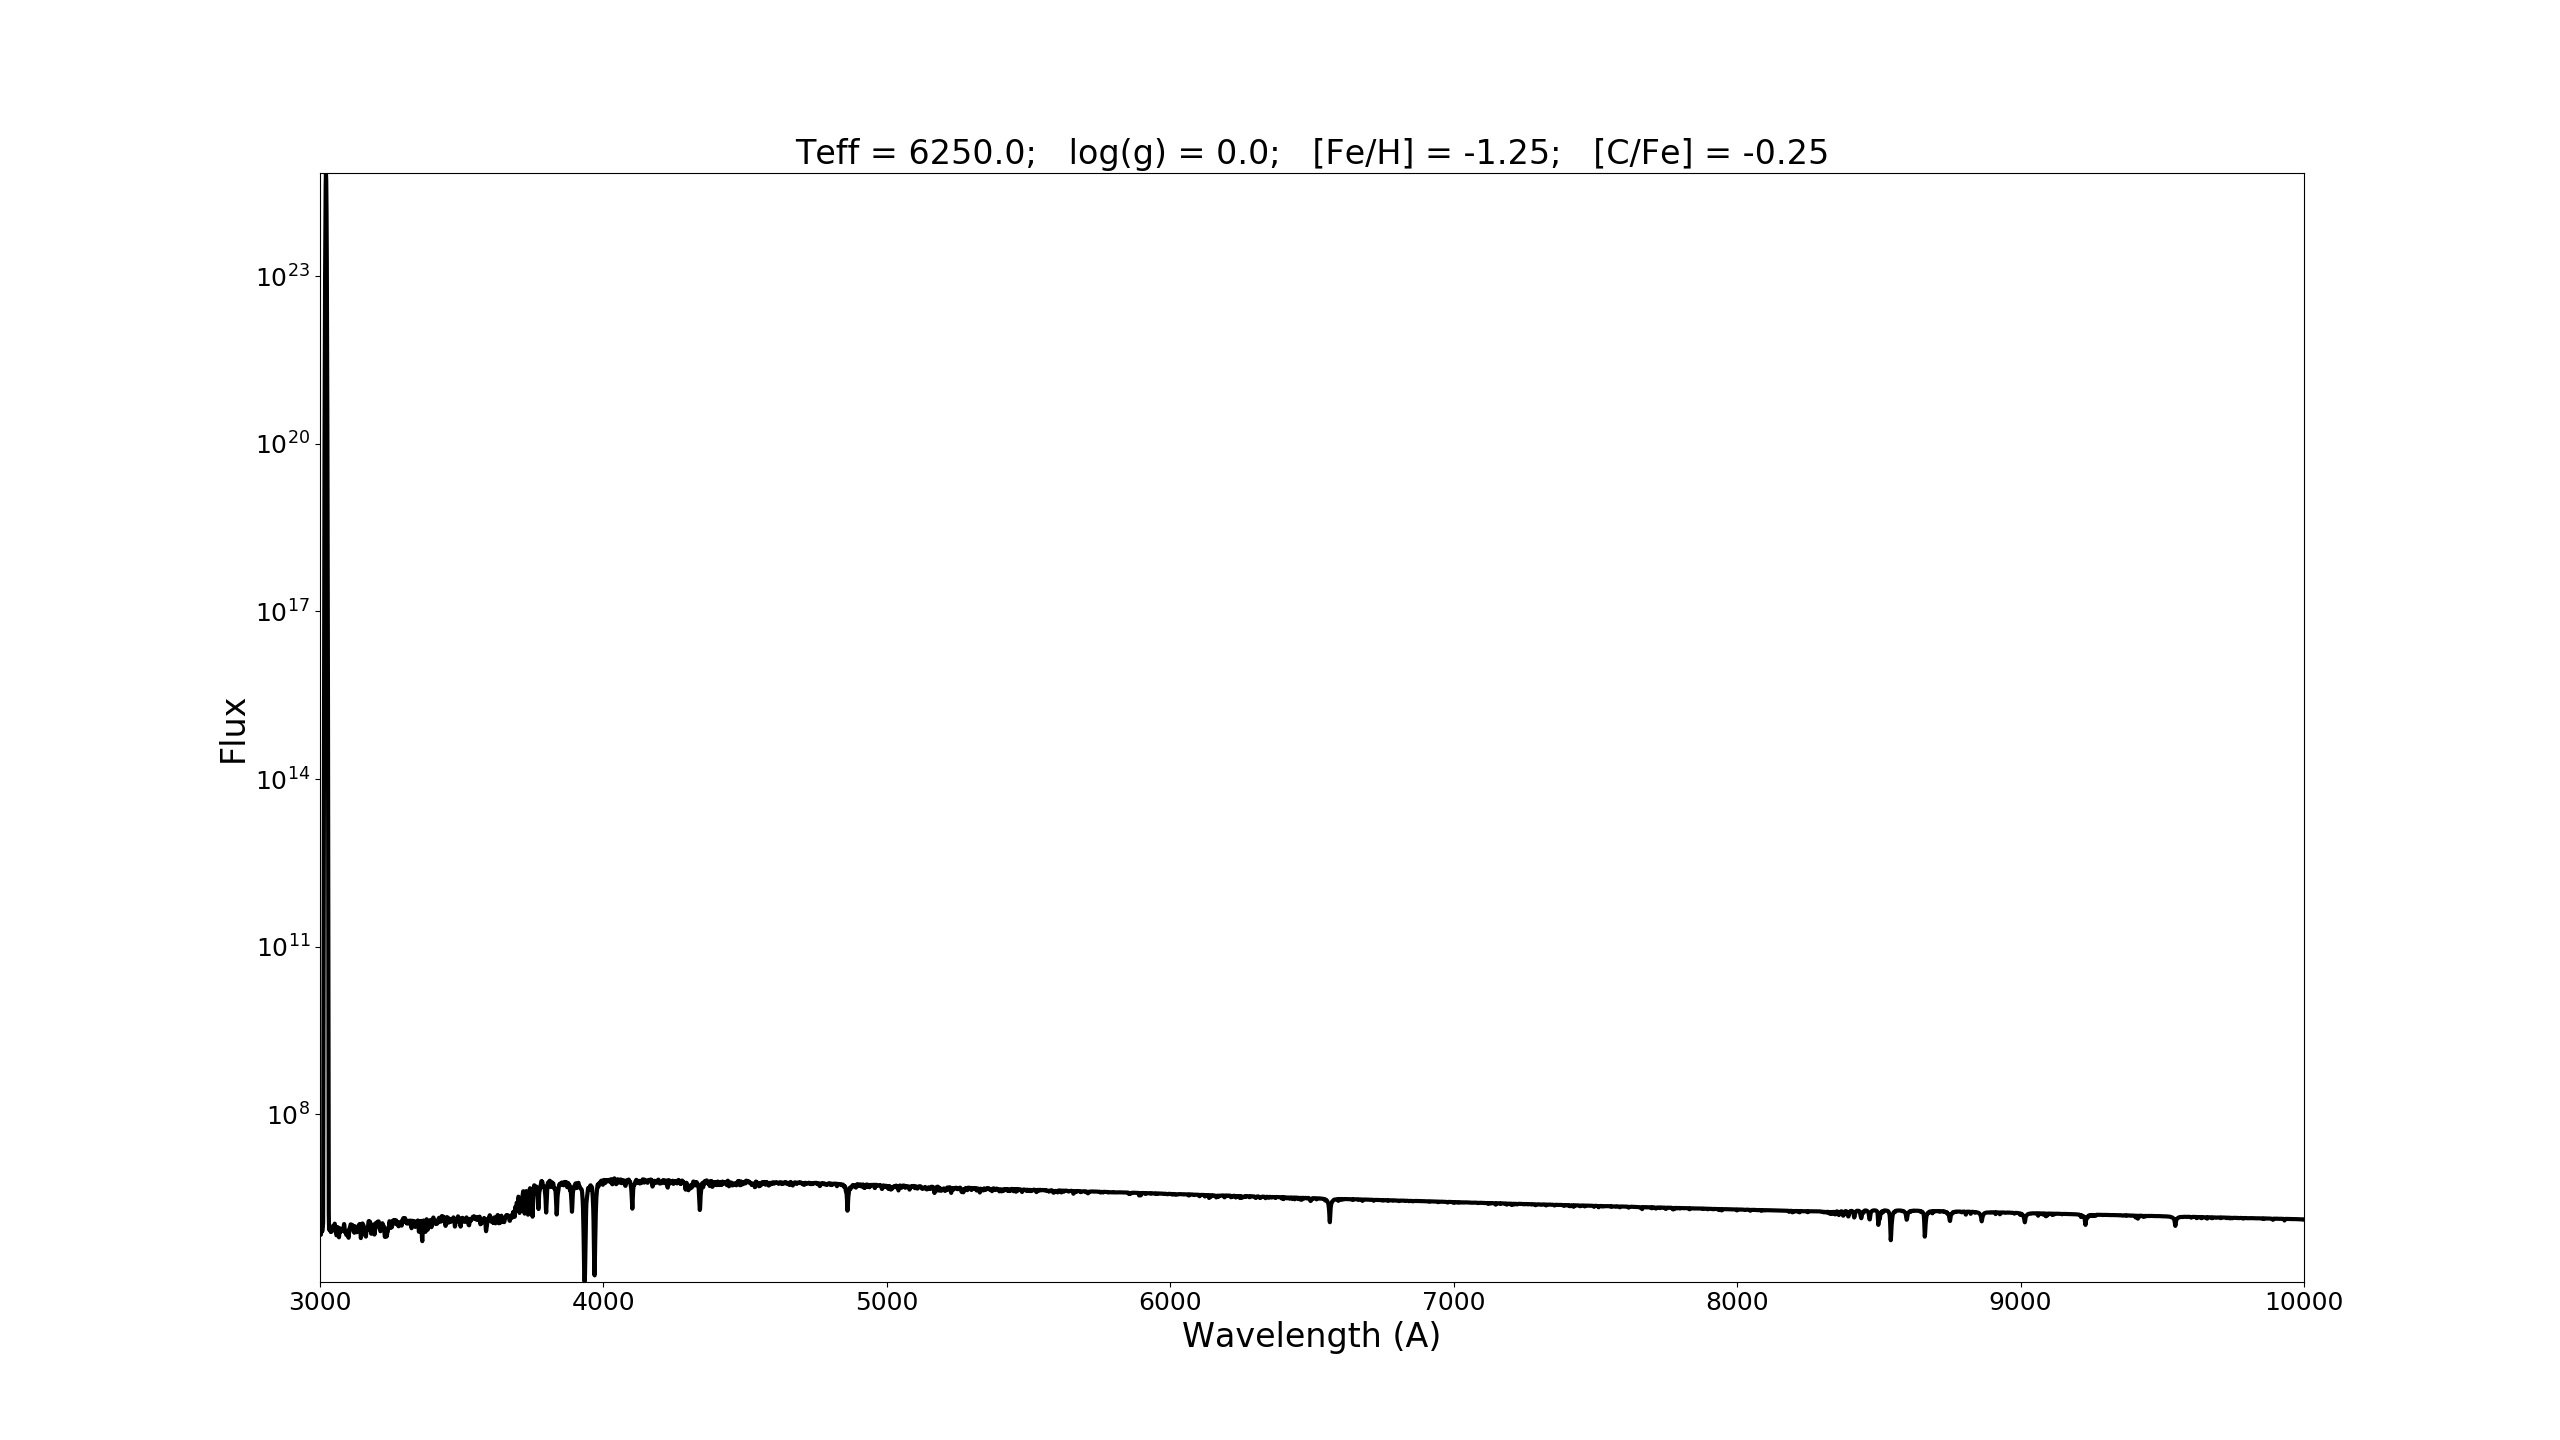 Teff = 6250.0;   log(g) = 0.0;   [Fe/H] = -1.25;   [C/Fe] = -0.25
10^23
10^20
10^17
10^14
10^11
10^8
Flux
3000 4000 5000 6000 7000 8000 9000 10000
Wavelength (A)